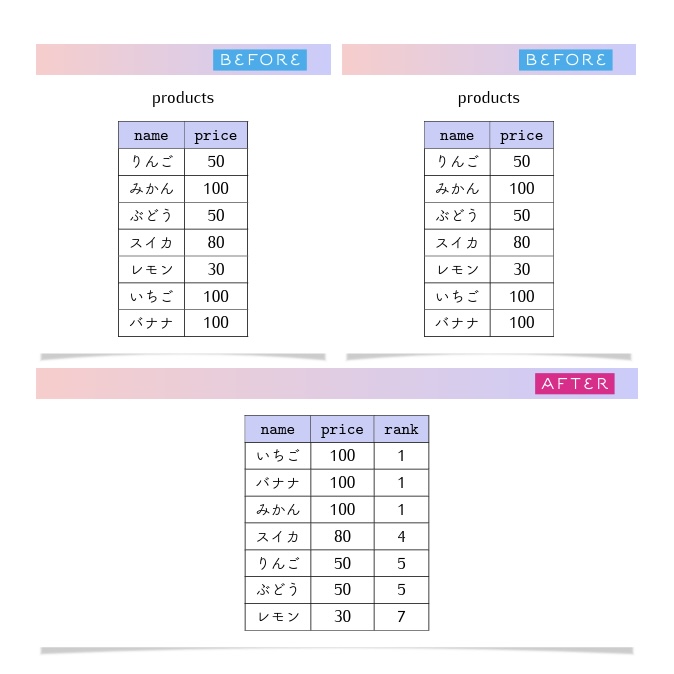 BEFORE
products
name price
りんご 50
みかん 100
ぶどう 50
スイカ 80
レモン 30
いちご 100
バナナ 100
BEFORE
products
name price
りんご 50
みかん 100
ぶどう 50
スイカ 80
レモン 30
いちご 100
バナナ 100
AFTER
name price rank
いちご 100 1
バナナ 100 1
みかん 100 1
スイカ 80 4
りんご 50 5
ぶどう 50 5
レモン 30 7